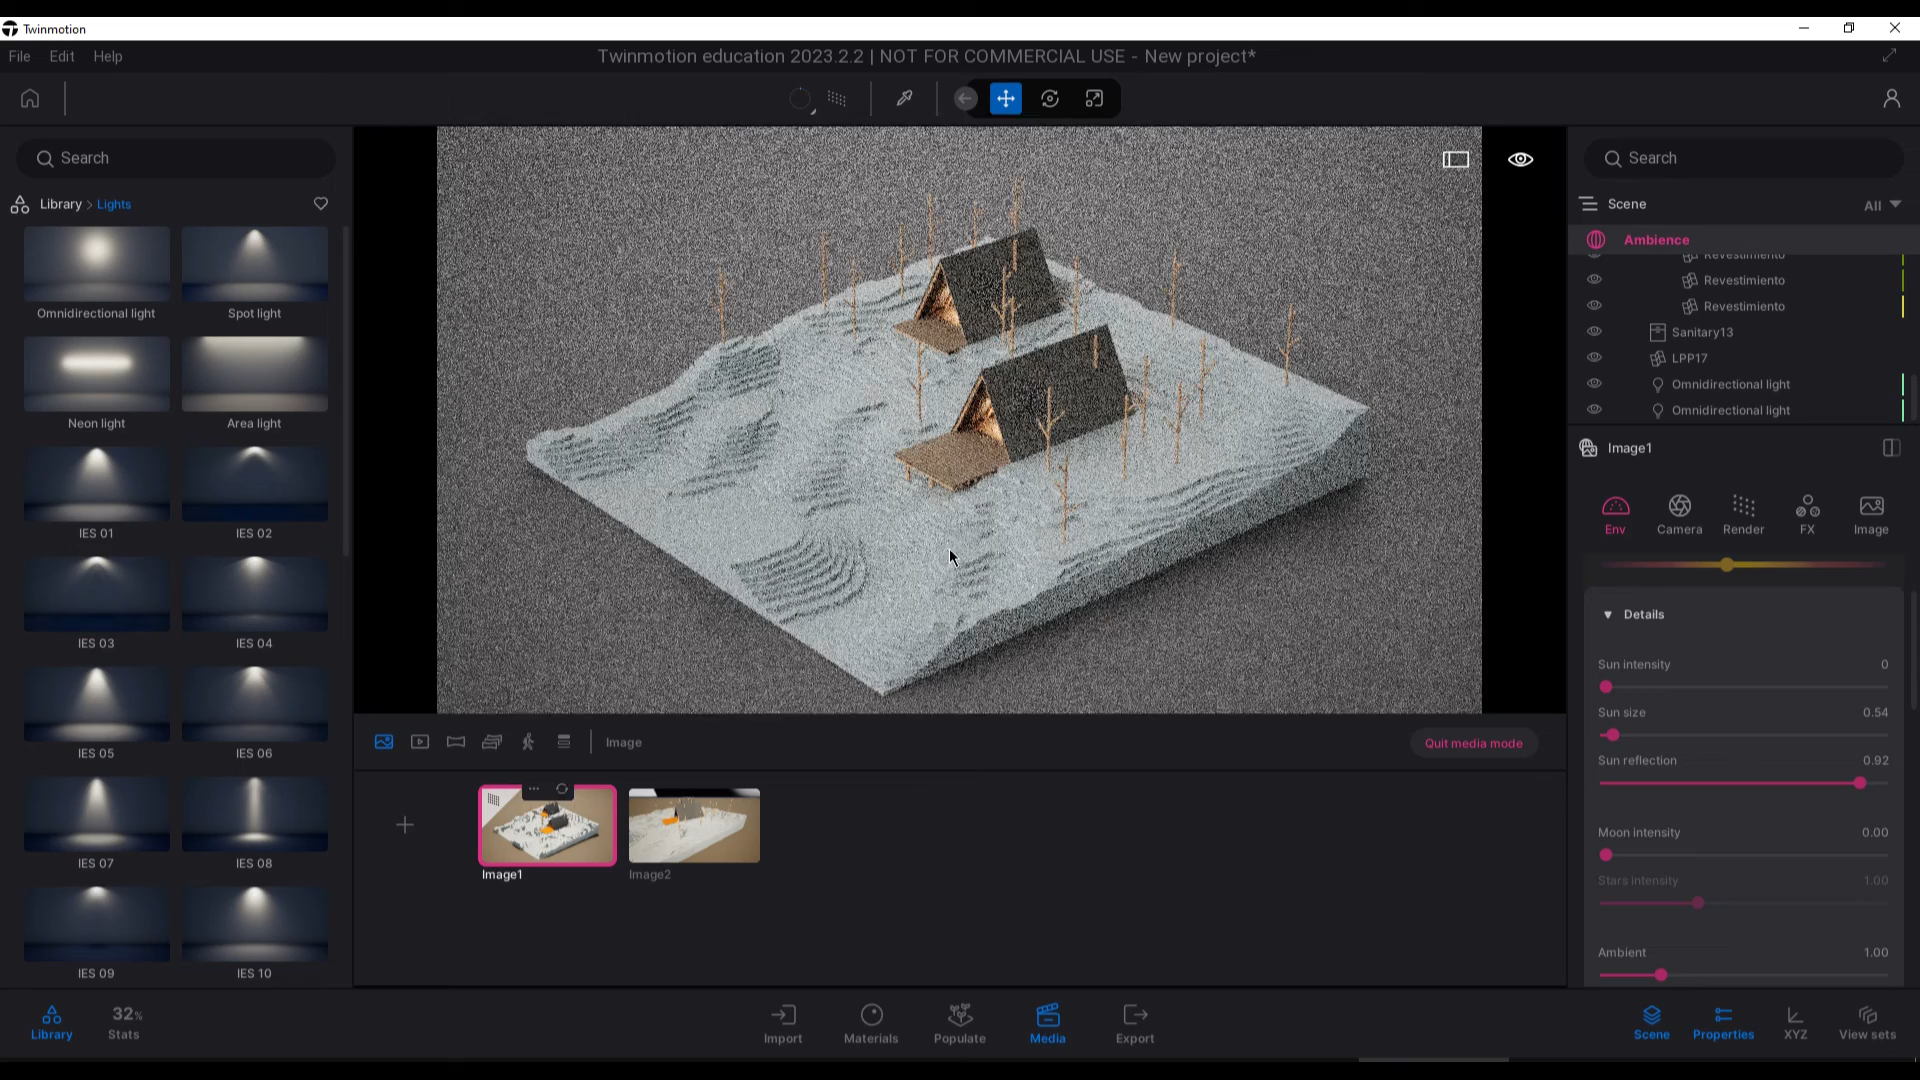 Twinmotion
File Edit Help
Twinmotion education 2023.2.2 | NOT FOR COMMERCIAL USE - New project*
Search
Library > Lights
Omnidirectional light
Spot light
Neon light
Area light
IES 01
IES 02
IES 03
IES 04
IES 05
IES 06
IES 07
IES 08
IES 09
IES 10
Image
Quit media mode
Image1
Image2
Search
Scene
All
Ambience
Revestimiento
Revestimiento
Revestimiento
Sanitary13
LPP17
Omnidirectional light
Omnidirectional light
Image1
Env
Camera
Render
FX
Image
Details
Sun intensity 0
Sun size 0.54
Sun reflection 0.92
Moon intensity 0.00
Stars intensity 1.00
Ambient 1.00
Library
32%
Stats
Import
Materials
Populate
Media
Export
Scene
Properties
XYZ
View sets